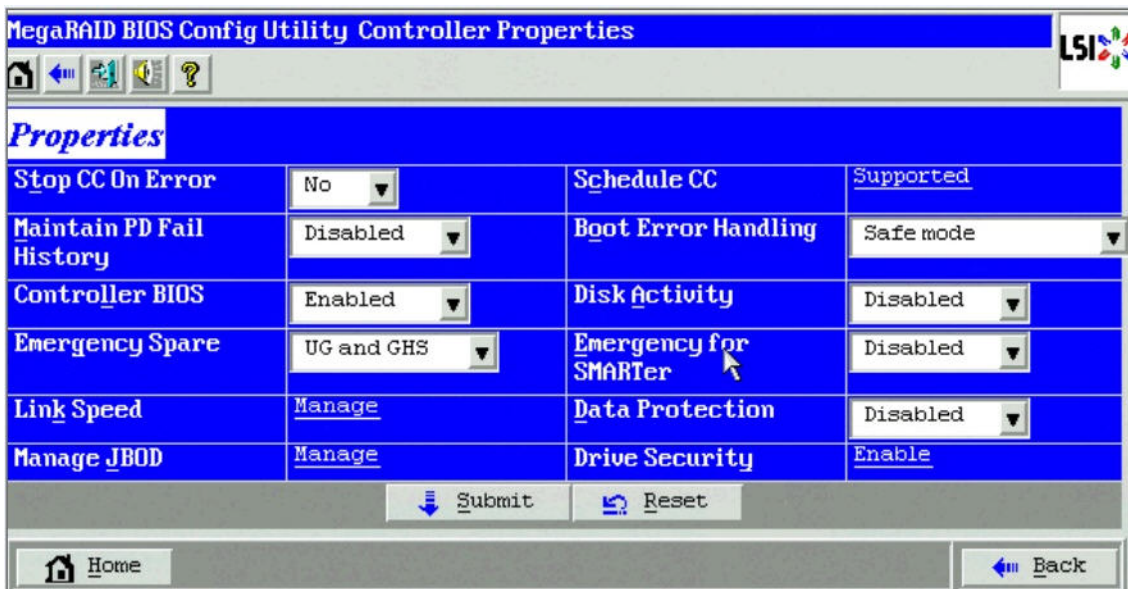 MegaRAID BIOS Config Utility Controller Properties
LSI
Properties
Stop CC On Error No Schedule CC Supported
Maintain PD Fail History Disabled Boot Error Handling Safe mode
Controller BIOS Enabled Disk Activity Disabled
Emergency Spare UG and GHS Emergency for SMARTer Disabled
Link Speed Manage Data Protection Disabled
Manage JBOD Manage Drive Security Enable
Submit Reset
Home Back